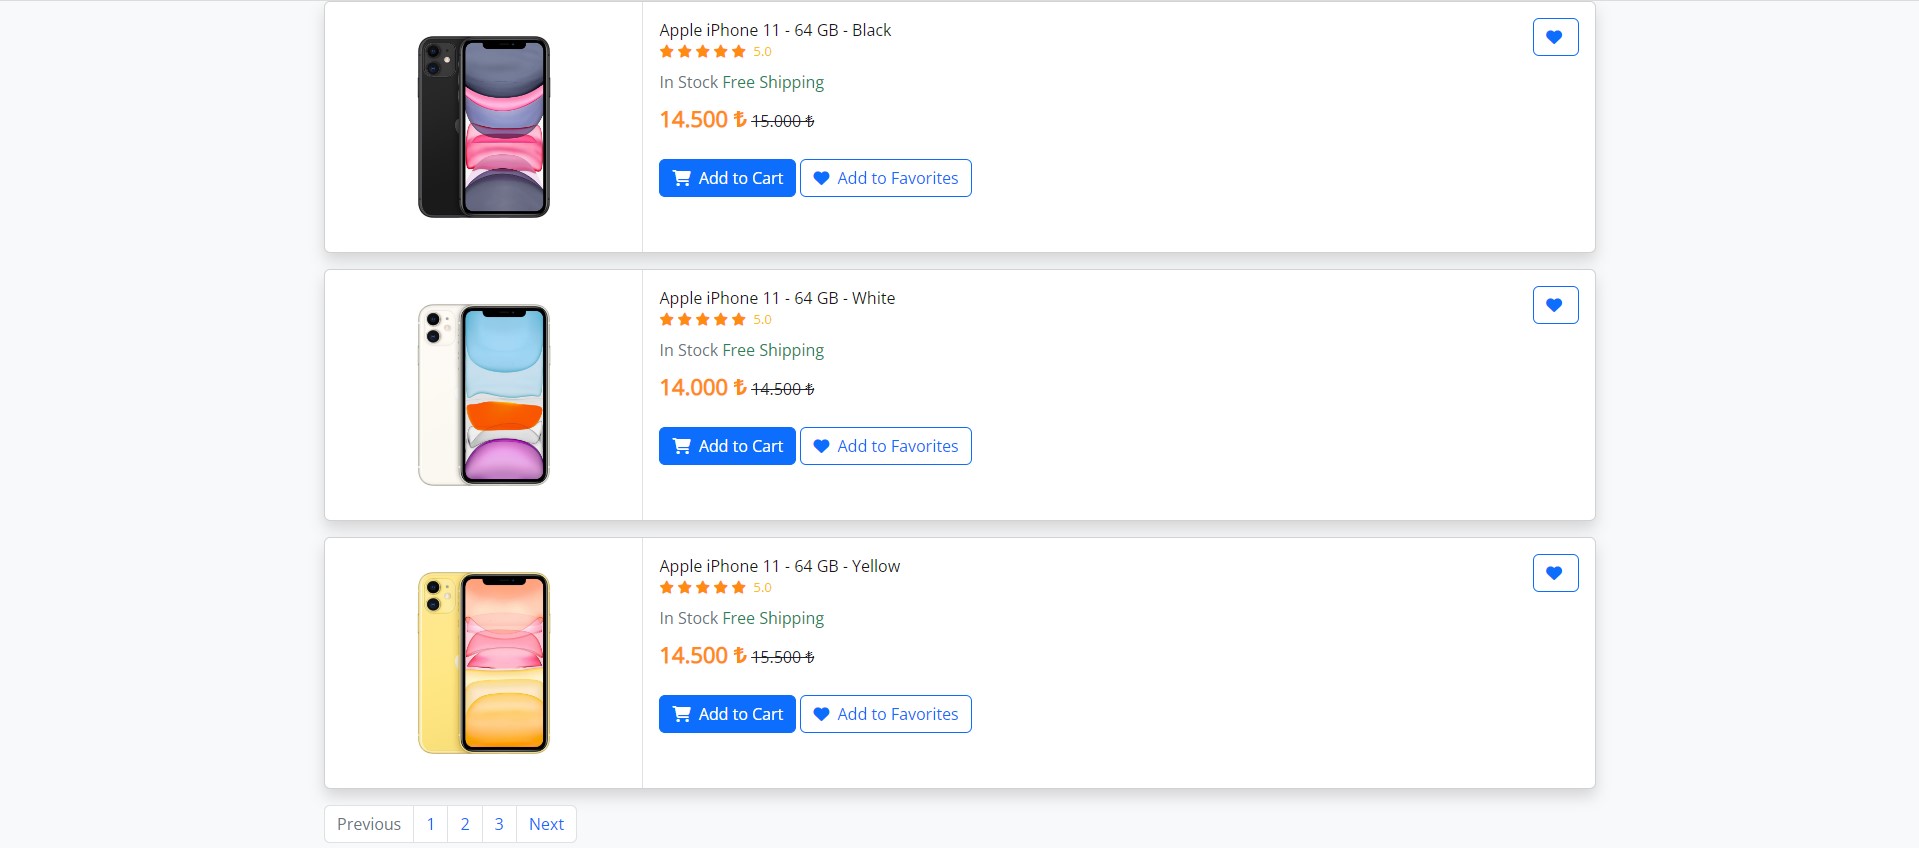 Apple iPhone 11 - 64 GB - Black
5.0
In Stock Free Shipping
14.500 ₺ 15.000 ₺
Add to Cart Add to Favorites
Apple iPhone 11 - 64 GB - White
5.0
In Stock Free Shipping
14.000 ₺ 14.500 ₺
Add to Cart Add to Favorites
Apple iPhone 11 - 64 GB - Yellow
5.0
In Stock Free Shipping
14.500 ₺ 15.500 ₺
Add to Cart Add to Favorites
Previous 1 2 3 Next